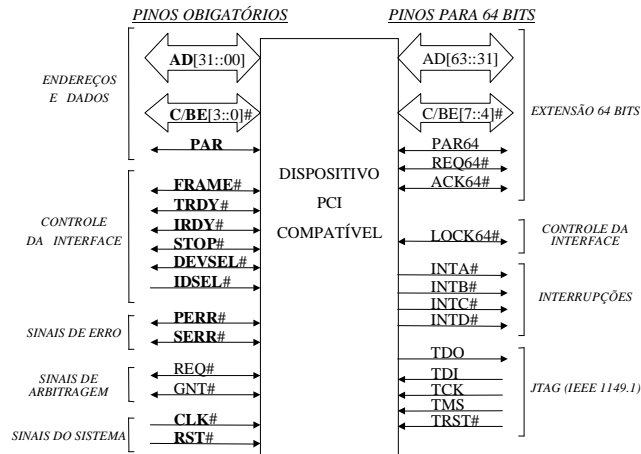 PINOS OBIGATÓRIOS
PINOS PARA 64 BITS
ENDEREÇOS
E DADOS
AD[31::00]
C/BE[3::0]#
PAR
CONTROLE
DA INTERFACE
FRAME#
TRDY#
IRDY#
STOP#
DEVSEL#
IDSEL#
SINAIS DE ERRO
PERR#
SERR#
SINAIS DE
ARBITRAGEM
REQ#
GNT#
SINAIS DO SISTEMA
CLK#
RST#
DISPOSITIVO
PCI
COMPATÍVEL
AD[63::31]
C/BE[7::4]#
PAR64
REQ64#
ACK64#
EXTENSÃO 64 BITS
LOCK64#
CONTROLE DA
INTERFACE
INTA#
INTB#
INTC#
INTD#
INTERRUPÇÕES
TDO
TDI
TCK
TMS
TRST#
JTAG (IEEE 1149.1)